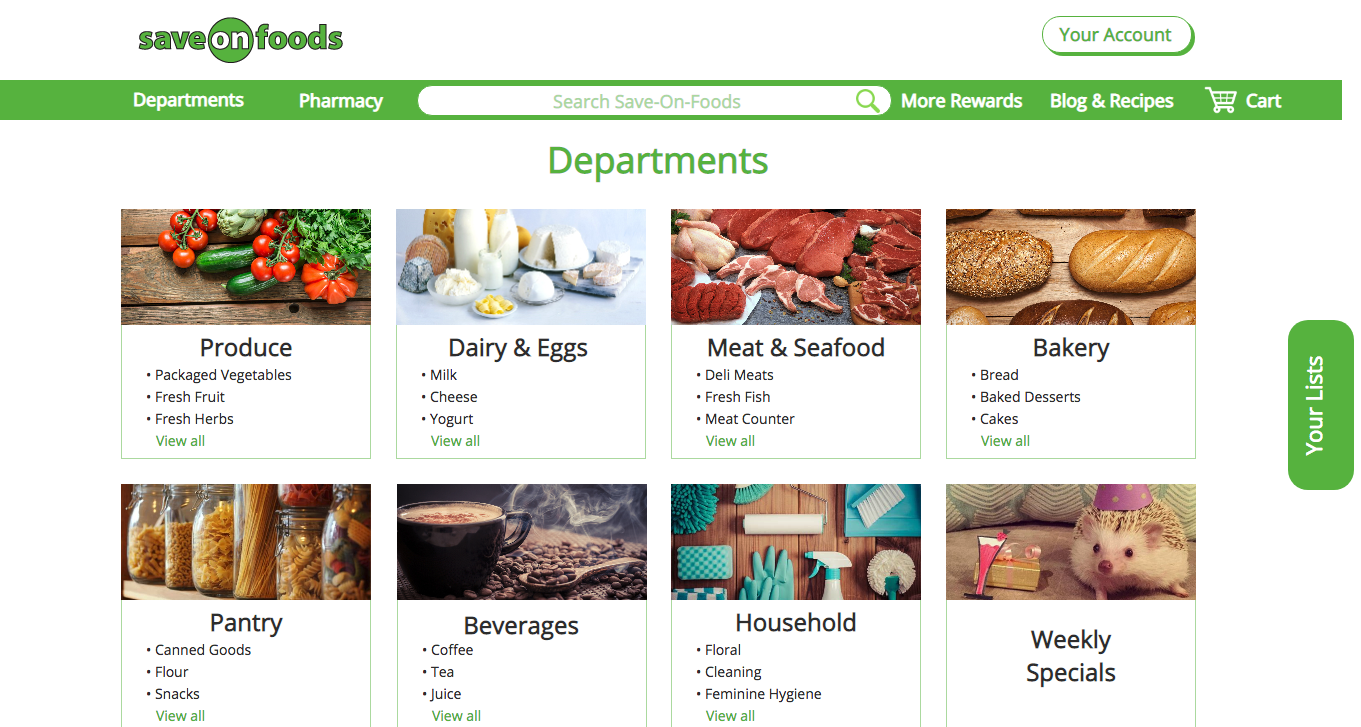 saveonfoods
Your Account
Departments
Pharmacy
Search Save-On-Foods
More Rewards
Blog & Recipes
Cart
Departments
Produce
• Packaged Vegetables
• Fresh Fruit
• Fresh Herbs
View all
Dairy & Eggs
• Milk
• Cheese
• Yogurt
View all
Meat & Seafood
• Deli Meats
• Fresh Fish
• Meat Counter
View all
Bakery
• Bread
• Baked Desserts
• Cakes
View all
Your Lists
Pantry
• Canned Goods
• Flour
• Snacks
View all
Beverages
• Coffee
• Tea
• Juice
View all
Household
• Floral
• Cleaning
• Feminine Hygiene
View all
Weekly
Specials